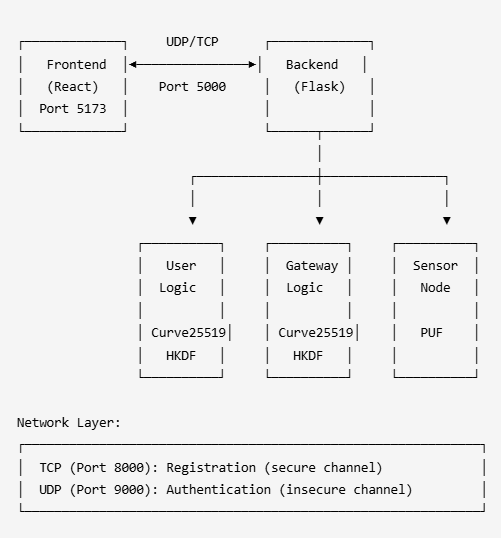 UDP/TCP
Frontend Backend
(React) Port 5000 (Flask)
Port 5173
User Gateway Sensor
Logic Logic Node
Curve25519 Curve25519 PUF
HKDF HKDF
Network Layer:
TCP (Port 8000): Registration (secure channel)
UDP (Port 9000): Authentication (insecure channel)